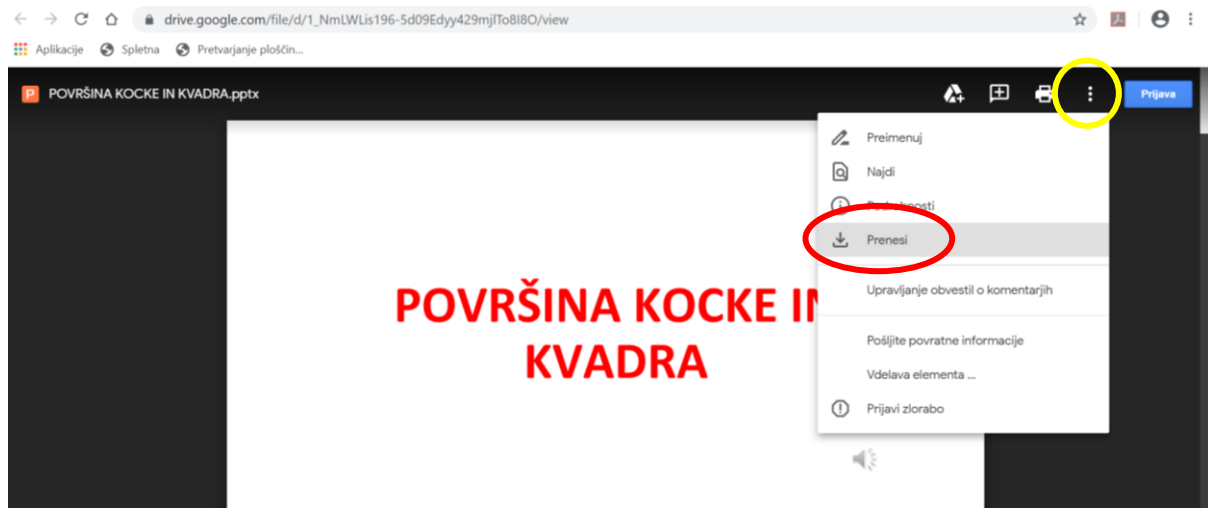 drive.google.com/file/d/1_NmLWLis196-5d09Edyy429mjlTo8I8O/view
Aplikacije Spletna Pretvarjanje ploščin...
P POVRŠINA KOCKE IN KVADRA.pptx Prijava
Preimenuj
Najdi
Podrobnosti
Prenesi
Upravljanje obvestil o komentarjih
Pošljite povratne informacije
Vdelava elementa ...
Prijavi zlorabo
POVRŠINA KOCKE IN
KVADRA